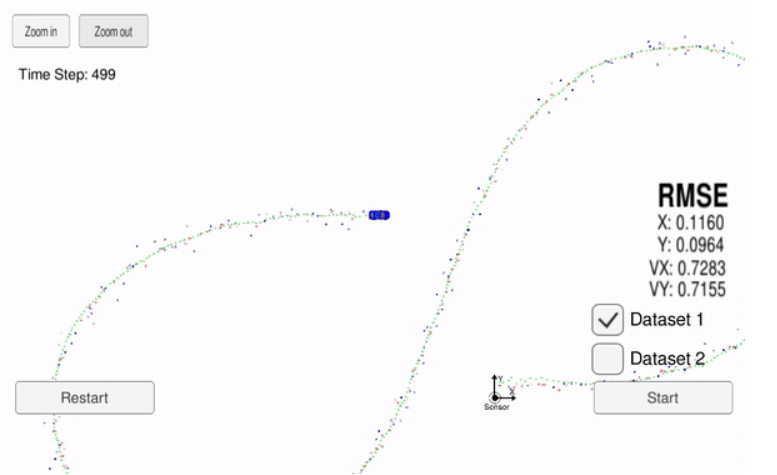 Zoom in
Zoom out
Time Step: 499
RMSE
X: 0.1160
Y: 0.0964
VX: 0.7283
VY: 0.7155
Dataset 1
Dataset 2
Restart
Y
X
Sensor
Start